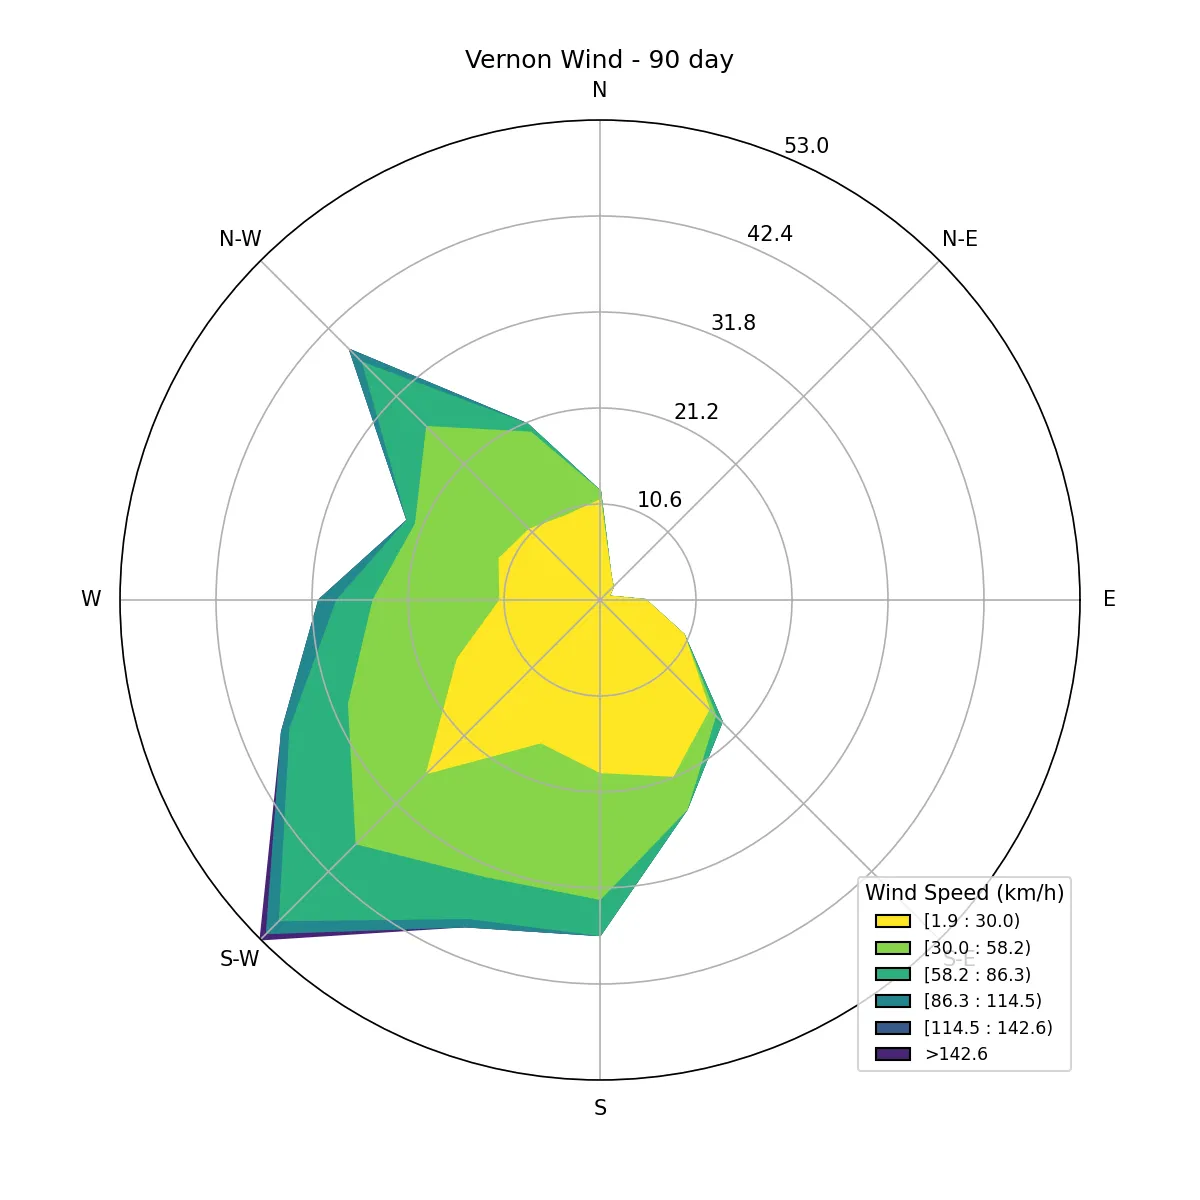 Vernon Wind - 90 day
N
53.0
42.4
N-W
N-E
31.8
21.2
10.6
W
E
Wind Speed (km/h)
[1.9 : 30.0)
[30.0 : 58.2)
S-W
S-E
[58.2 : 86.3)
[86.3 : 114.5)
[114.5 : 142.6)
>142.6
S